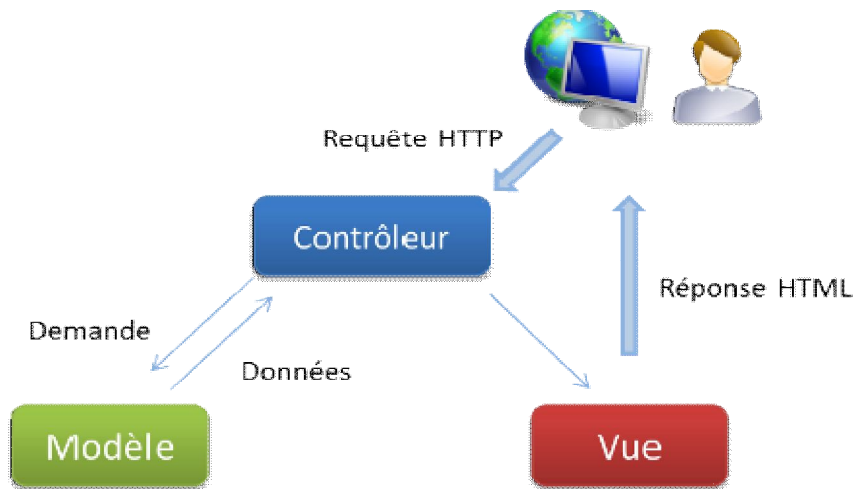 Requête HTTP
Contrôleur
Réponse HTML
Demande
Données
Modèle
Vue